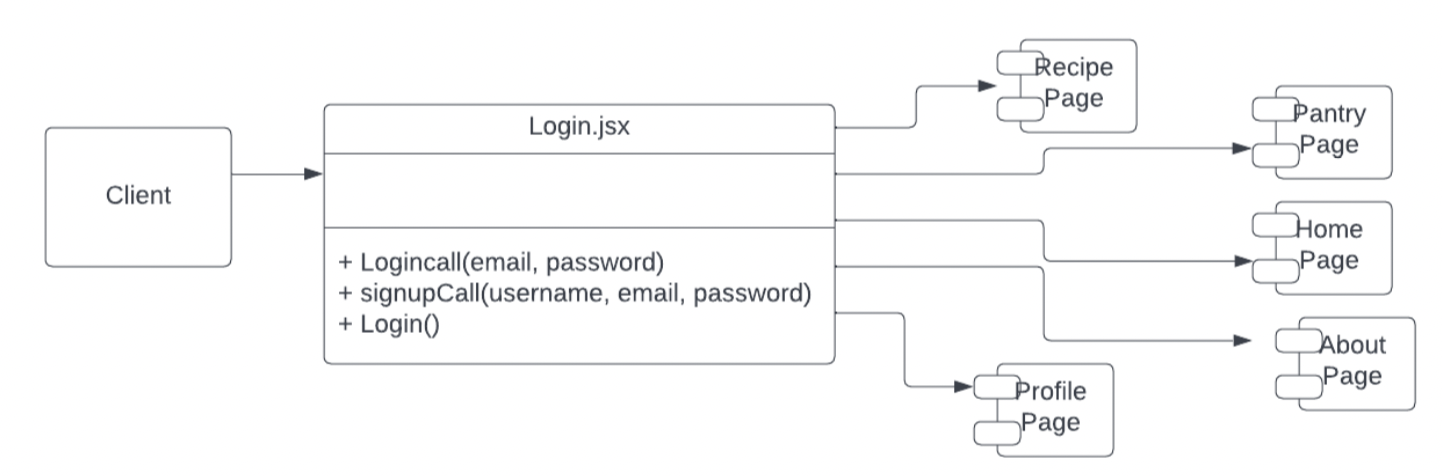 Client
Login.jsx
+ Logincall(email, password)
+ signupCall(username, email, password)
+ Login()
Recipe
Page
Pantry
Page
Home
Page
About
Page
Profile
Page